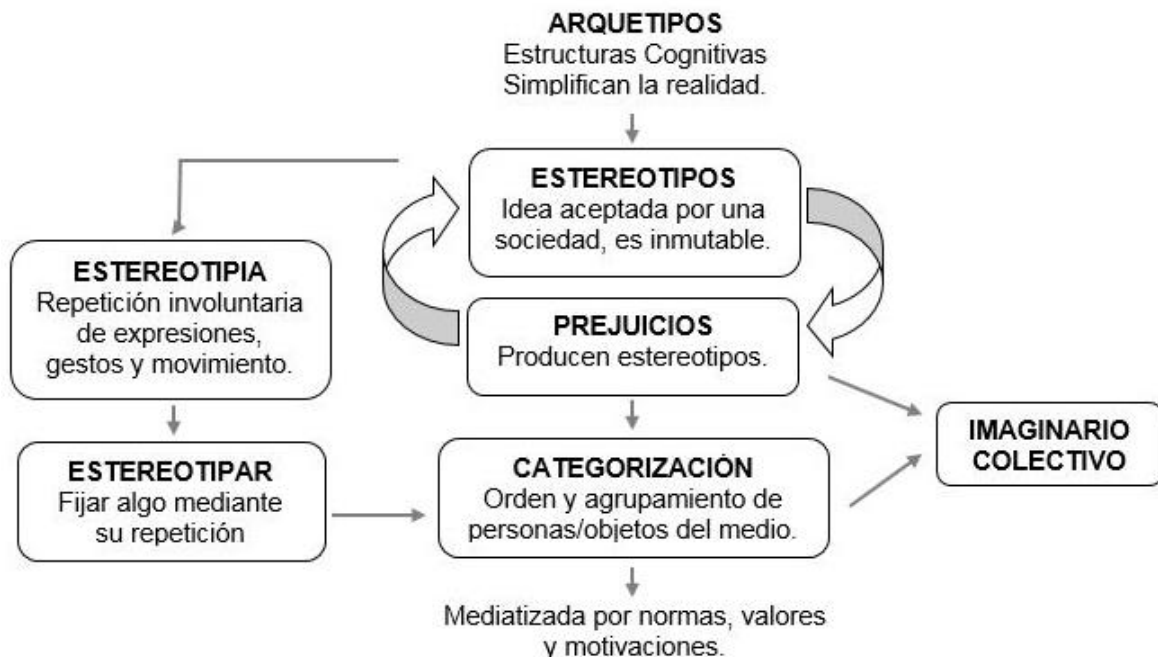 ARQUETIPOS
Estructuras Cognitivas
Simplifican la realidad.
ESTEREOTIPOS
Idea aceptada por una
sociedad, es inmutable.
ESTEREOTIPIA
Repetición involuntaria
de expresiones,
gestos y movimiento.
PREJUICIOS
Producen estereotipos.
IMAGINARIO
COLECTIVO
ESTEREOTIPAR
Fijar algo mediante
su repetición
CATEGORIZACIÓN
Orden y agrupamiento de
personas/objetos del medio.
Mediatizada por normas, valores
y motivaciones.